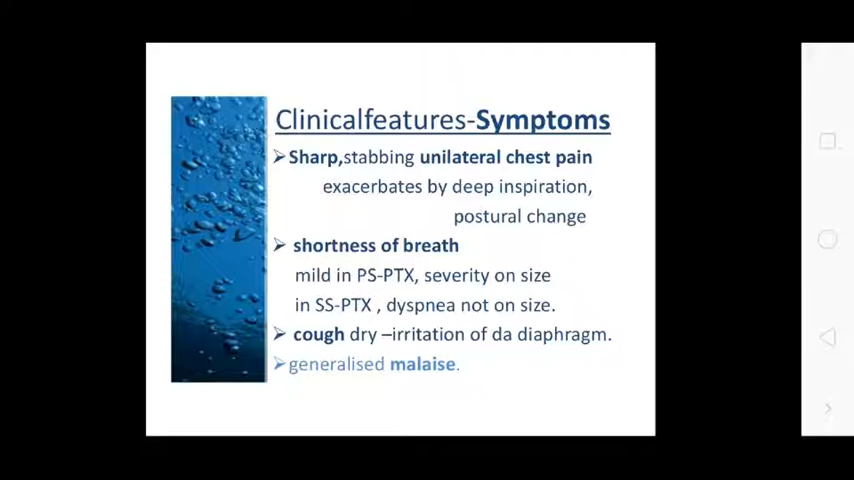 Clinicalfeatures-Symptoms
➢Sharp,stabbing unilateral chest pain
exacerbates by deep inspiration,
postural change
➢ shortness of breath
mild in PS-PTX, severity on size
in SS-PTX , dyspnea not on size.
➢ cough dry –irritation of da diaphragm.
➢generalised malaise.